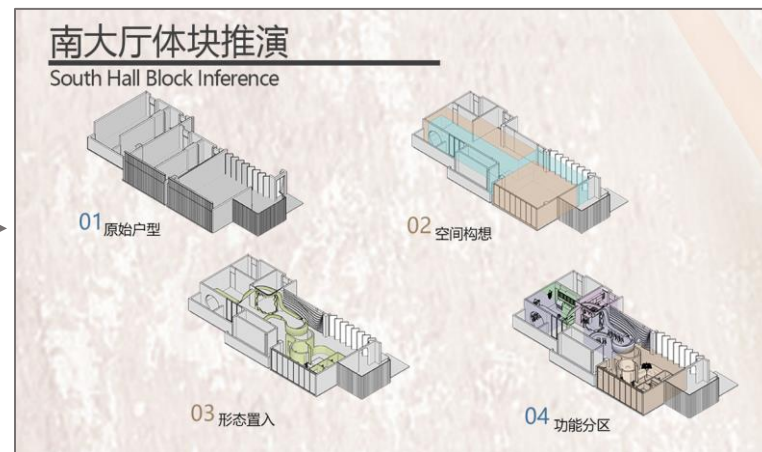 南大厅体块推演
South Hall Block Inference
01 原始户型
02 空间构想
03 形态置入
04 功能分区